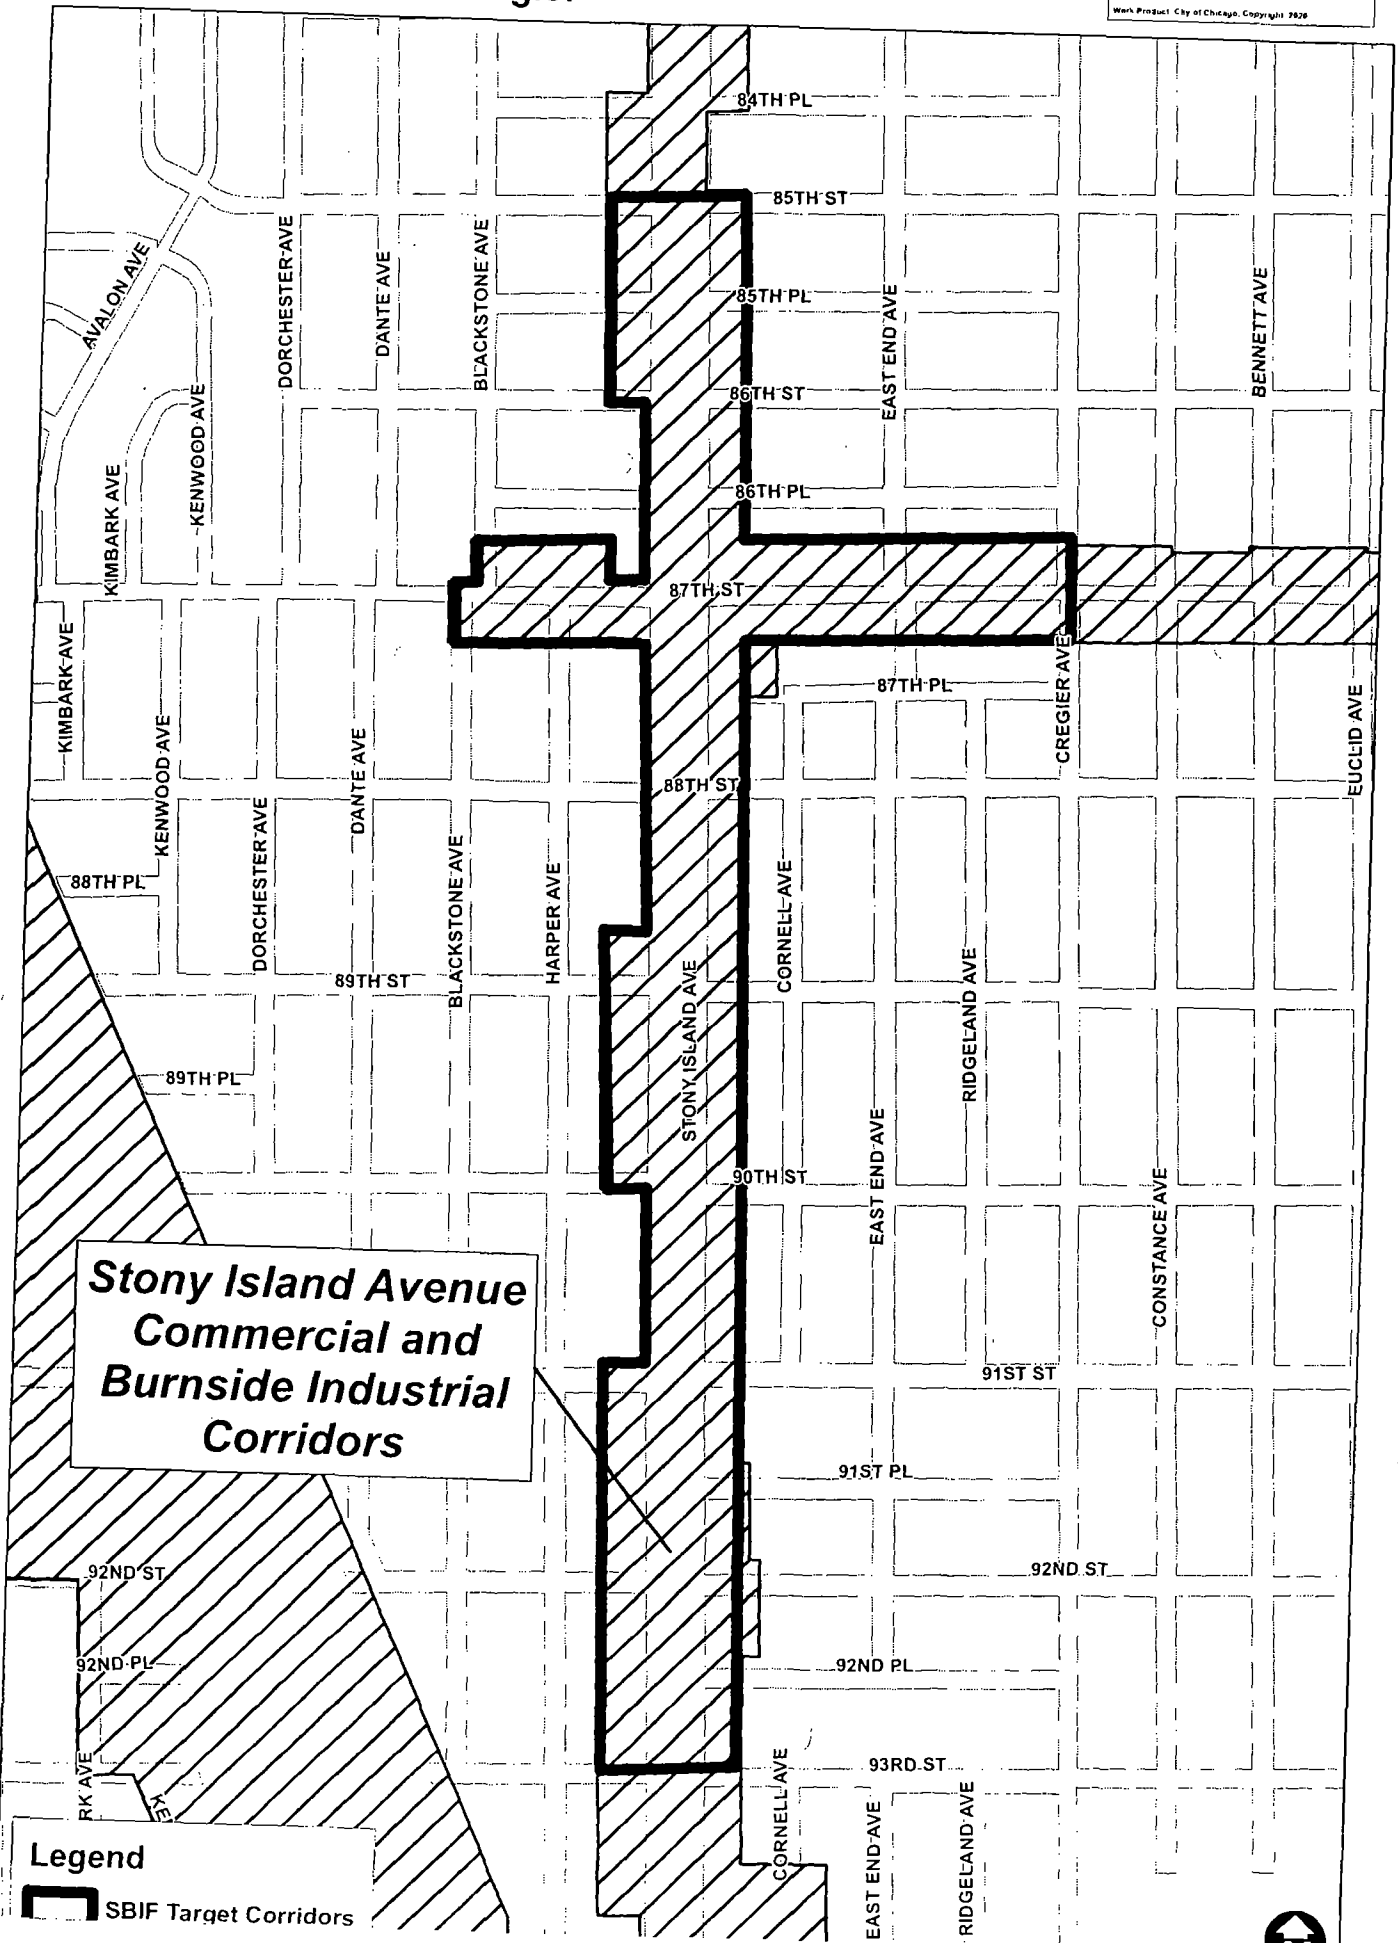 Work Product City of Chicago, Copyright 2020
84TH PL
85TH ST
AVALON AVE
DORCHESTER AVE
DANTE AVE
BLACKSTONE AVE
85TH PL
EAST END AVE
BENNETT AVE
86TH ST
KENWOOD AVE
KIMBARK AVE
86TH PL
87TH ST
KIMBARK AVE
87TH PL
CREGIER AVE
EUCLID AVE
KENWOOD AVE
DANTE AVE
88TH ST
DORCHESTER AVE
88TH PL
BLACKSTONE AVE
HARPER AVE
CORNELL AVE
89TH ST
STONY ISLAND AVE
RIDGELAND AVE
89TH PL
EAST END AVE
90TH ST
CONSTANCE AVE
Stony Island Avenue
Commercial and
Burnside Industrial
Corridors
91ST ST
91ST PL
92ND ST
92ND ST
92ND PL
92ND PL
93RD ST
RK AVE
CORNELL AVE
EAST END AVE
RIDGELAND AVE
Legend
SBIF Target Corridors